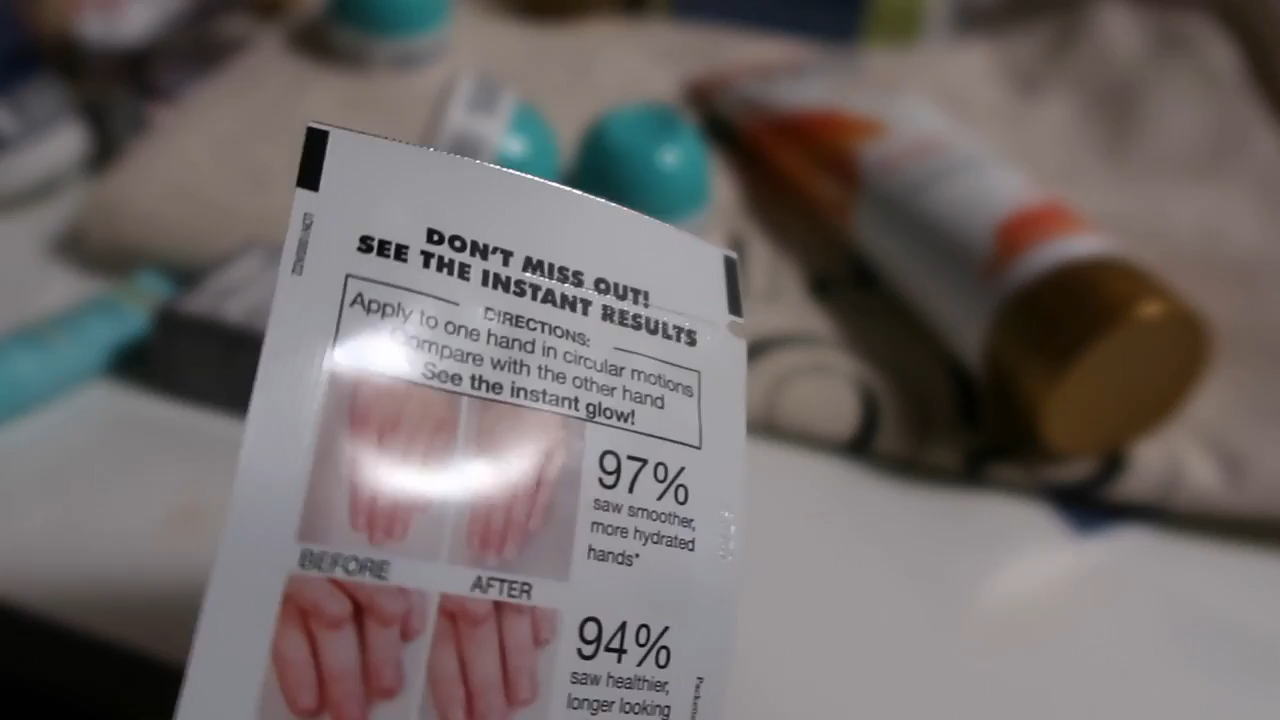 DON'T MISS OUT!
SEE THE INSTANT RESULTS
DIRECTIONS:
Apply to one hand in circular motions
Compare with the other hand
See the instant glow!
97%
saw smoother,
more hydrated
hands*
BEFORE
AFTER
94%
saw healthier,
longer looking